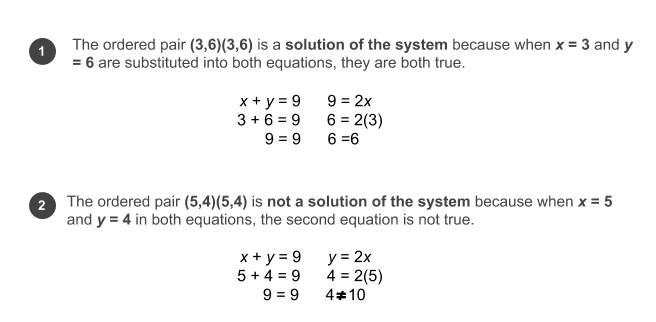 1
The ordered pair (3,6)(3,6) is a solution of the system because when x = 3 and y
= 6 are substituted into both equations, they are both true.
x + y = 9 9 = 2x
3 + 6 = 9 6 = 2(3)
9 = 9 6 =6
2
The ordered pair (5,4)(5,4) is not a solution of the system because when x = 5
and y = 4 in both equations, the second equation is not true.
x + y = 9 y = 2x
5 + 4 = 9 4 = 2(5)
9 = 9 4≠10